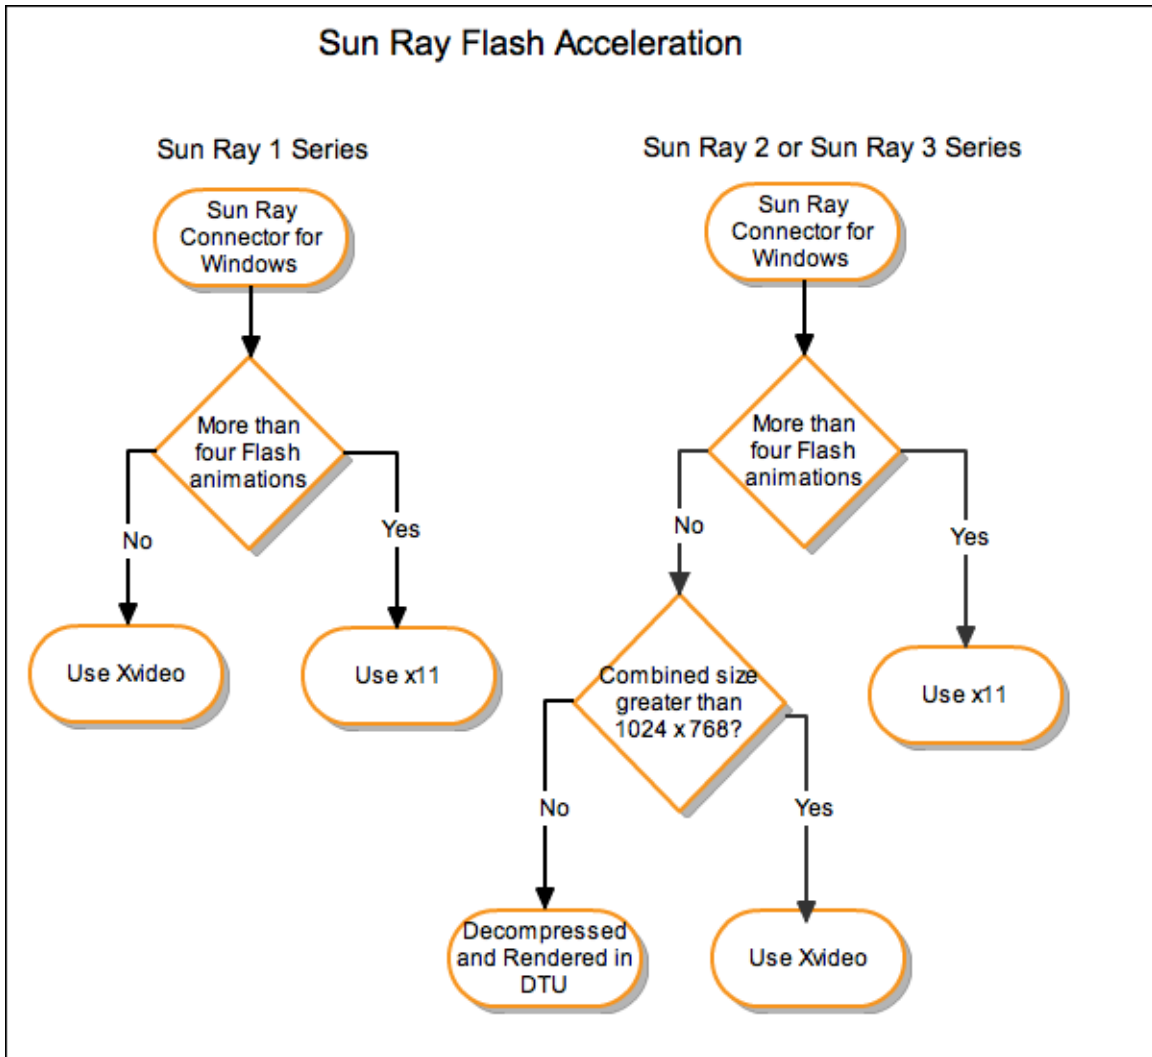 Sun Ray Flash Acceleration
Sun Ray 1 Series
Sun Ray
Connector for
Windows
More than
four Flash
animations
No
Yes
Use Xvideo
Use x11
Sun Ray 2 or Sun Ray 3 Series
Sun Ray
Connector for
Windows
More than
four Flash
animations
No
Yes
Combined size
greater than
1024 x 768?
Use x11
No
Yes
Decompressed
and Rendered in
DTU
Use Xvideo